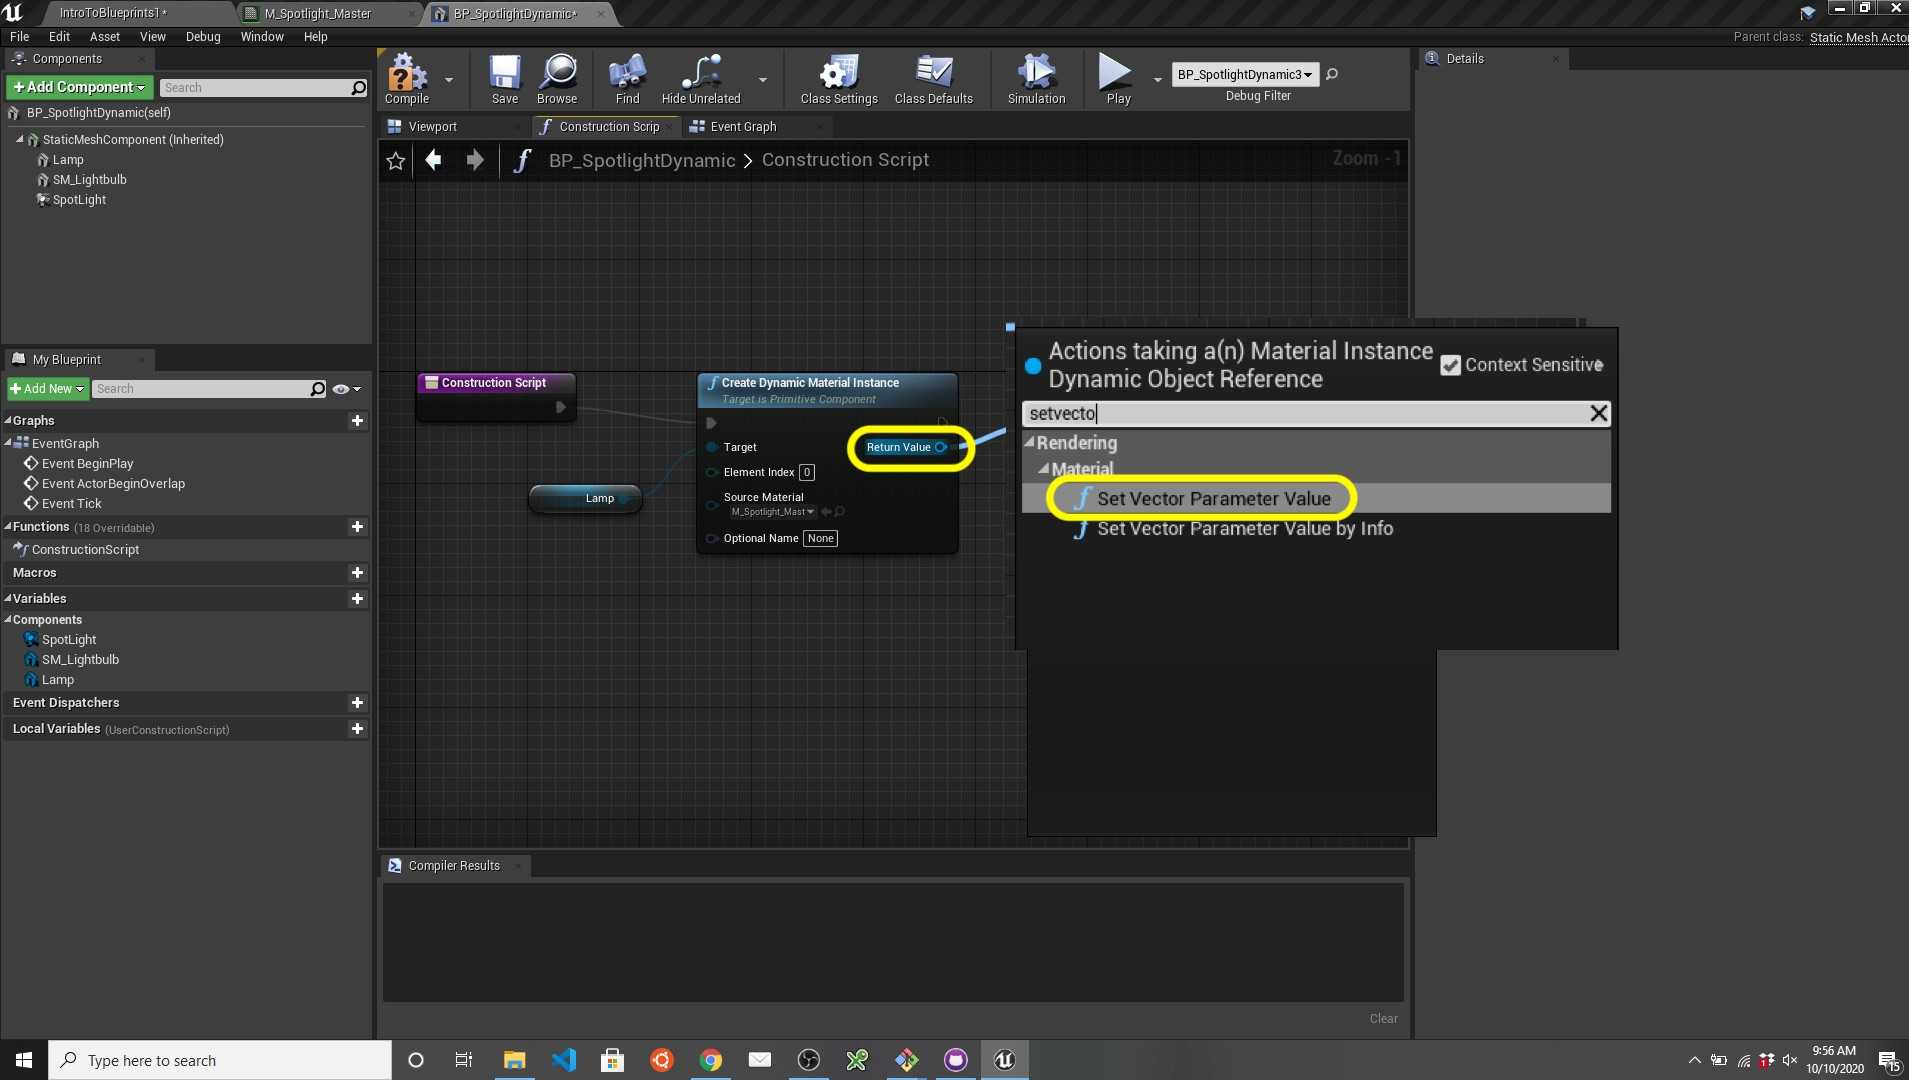 IntroToBlueprints1*
M_Spotlight_Master
BP_SpotlightDynamic*
File Edit Asset View Debug Window Help
Parent class: Static Mesh Acto
Components
+Add Component
Search
BP_SpotlightDynamic(self)
StaticMeshComponent (Inherited)
Lamp
SM_Lightbulb
SpotLight
My Blueprint
+Add New
Search
Graphs
EventGraph
Event BeginPlay
Event ActorBeginOverlap
Event Tick
Functions (18 Overridable)
ConstructionScript
Macros
Variables
Components
SpotLight
SM_Lightbulb
Lamp
Event Dispatchers
Local Variables (UserConstructionScript)
Compile
Save
Browse
Find
Hide Unrelated
Class Settings
Class Defaults
Simulation
Play
BP_SpotlightDynamic3
Debug Filter
Viewport
Construction Scrip
Event Graph
BP_SpotlightDynamic > Construction Script
Zoom -1
Construction Script
Lamp
Create Dynamic Material Instance
Target is Primitive Component
Target
Return Value
Element Index 0
Source Material
M_Spotlight_Mast
Optional Name None
Actions taking a(n) Material Instance
Dynamic Object Reference
Context Sensitive
setvecto
Rendering
Material
Set Vector Parameter Value
Set Vector Parameter Value by Info
Details
Compiler Results
Clear
Type here to search
9:56 AM
10/10/2020
15